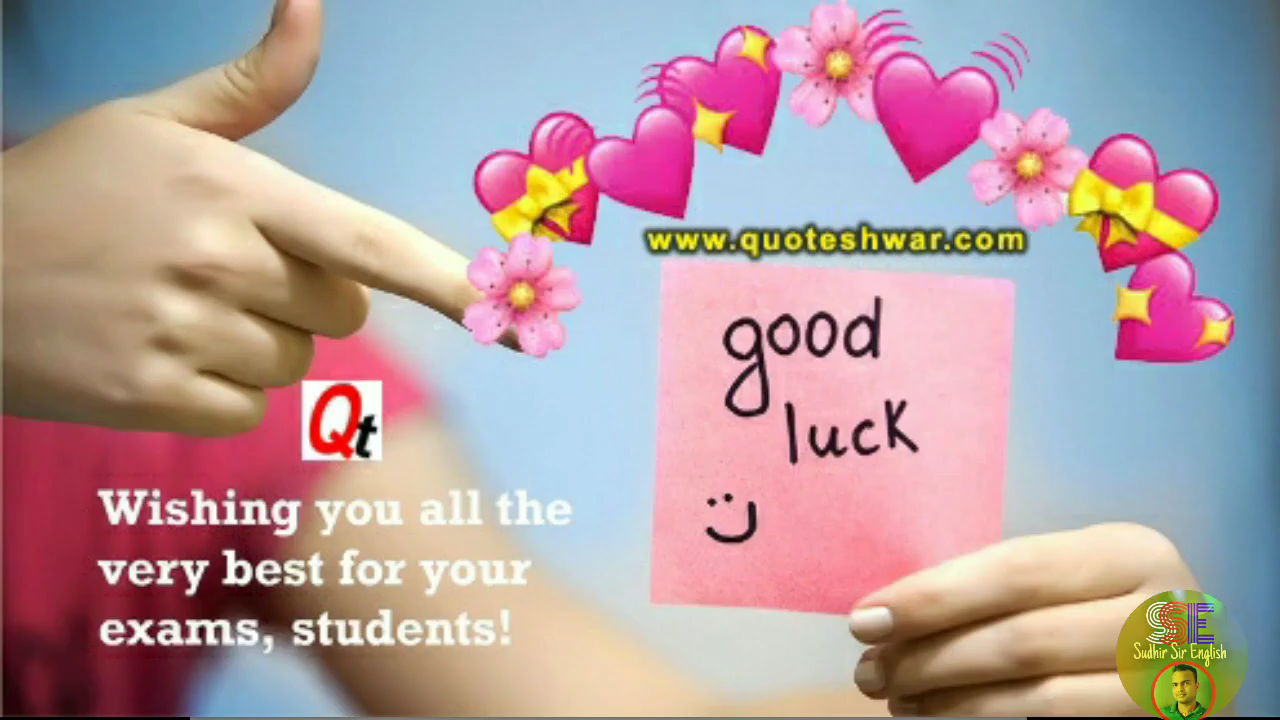 www.quoteshwar.com
good
luck
Qt
Wishing you all the
very best for your
exams, students!
SE
Sudhir Sir English